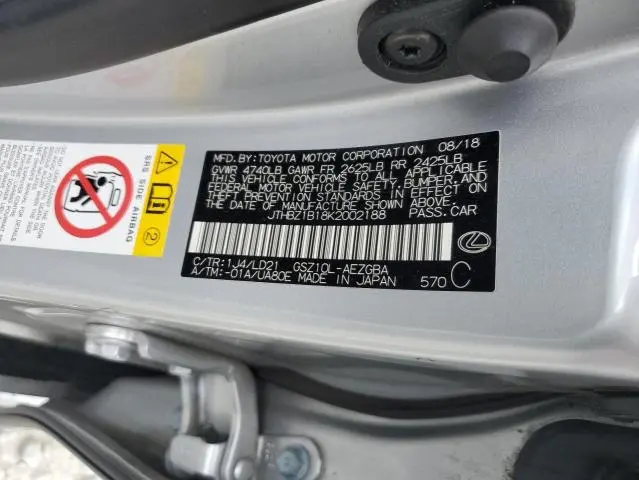 MFD.BY:TOYOTA MOTOR CORPORATION 08/18
GVWR 4740LB GAWR FR 2625LB RR 2425LB
THIS VEHICLE CONFORMS TO ALL APPLICABLE
FEDERAL MOTOR VEHICLE SAFETY,BUMPER,AND
THEFT PREVENTION STANDARDS IN EFFECT ON
THE DATE OF MANUFACTURE SHOWN ABOVE.
JTHBZ1B18K2002188 PASS.CAR
C/TR:1J4/LD21 GSZ10L-AEZGBA
A/TM:-01A/UA80E MADE IN JAPAN 570 C
SRS SIDE AIRBAG
2